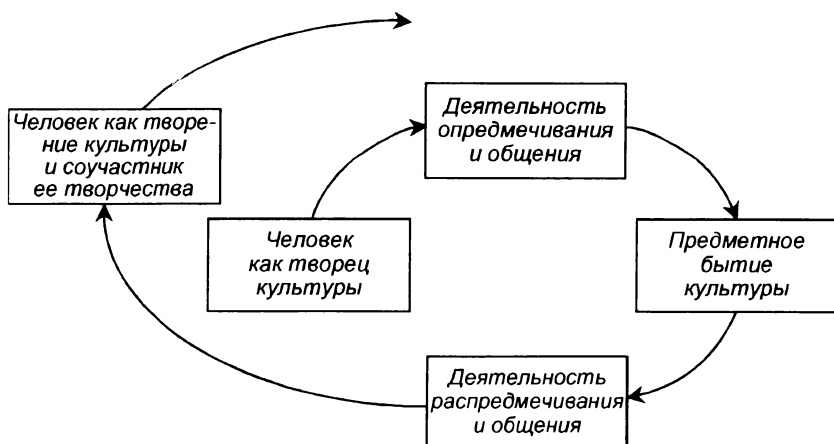 Деятельность
опредмечивания
и общения
Человек как творе-
ние культуры
и соучастник
ее творчества
Человек
как творец
культуры
Предметное
бытие
культуры
Деятельность
распредмечивания
и общения